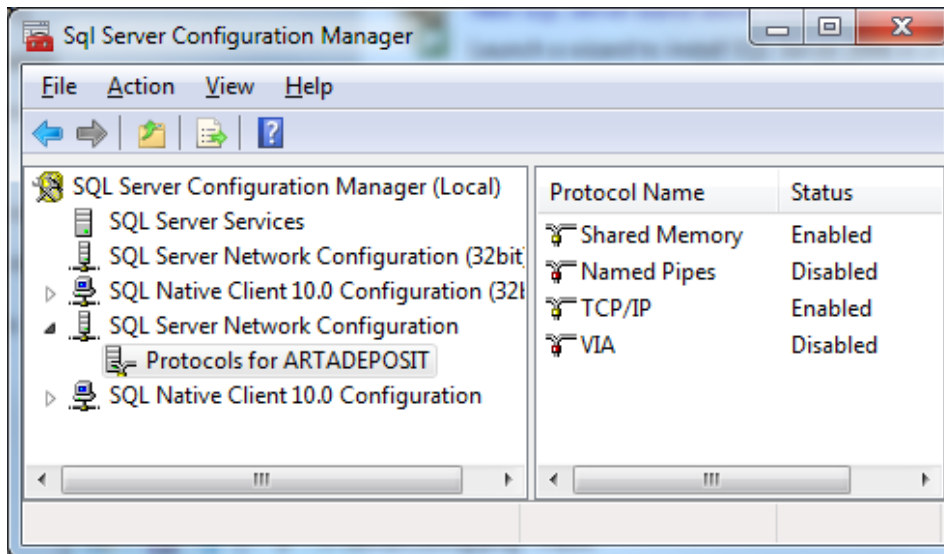 Sql Server Configuration Manager
File Action View Help
SQL Server Configuration Manager (Local)
SQL Server Services
SQL Server Network Configuration (32bit
SQL Native Client 10.0 Configuration (32
SQL Server Network Configuration
Protocols for ARTADEPOSIT
SQL Native Client 10.0 Configuration
Protocol Name Status
Shared Memory Enabled
Named Pipes Disabled
TCP/IP Enabled
VIA Disabled